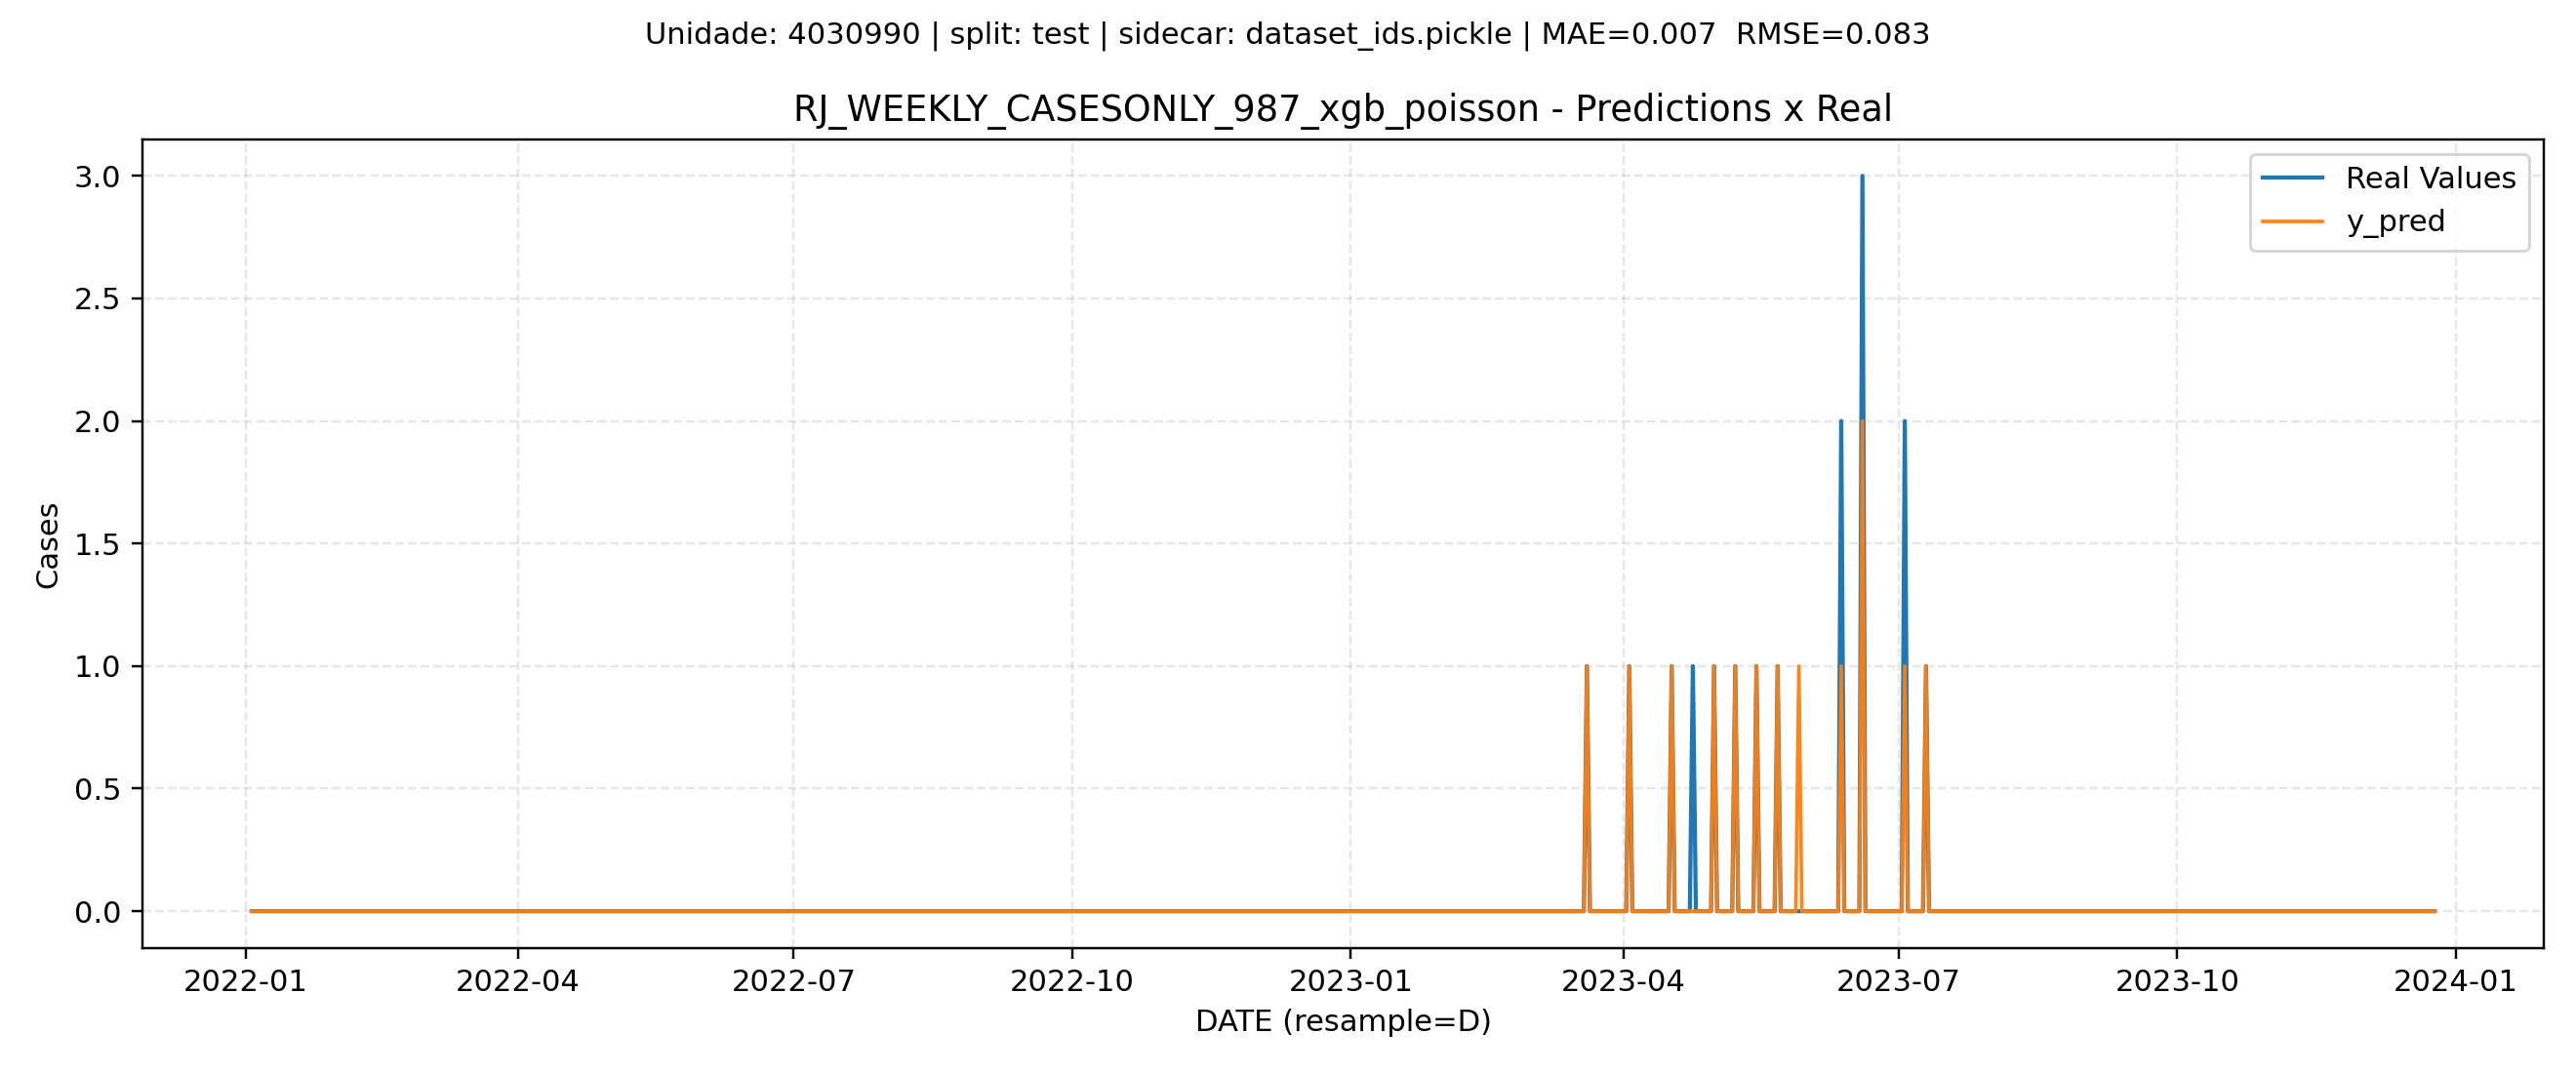 Unidade: 4030990 | split: test | sidecar: dataset_ids.pickle | MAE=0.007  RMSE=0.083
RJ_WEEKLY_CASESONLY_987_xgb_poisson - Predictions x Real
Real Values
y_pred
3.0
2.5
2.0
1.5
1.0
0.5
0.0
Cases
2022-01 2022-04 2022-07 2022-10 2023-01 2023-04 2023-07 2023-10 2024-01
DATE (resample=D)